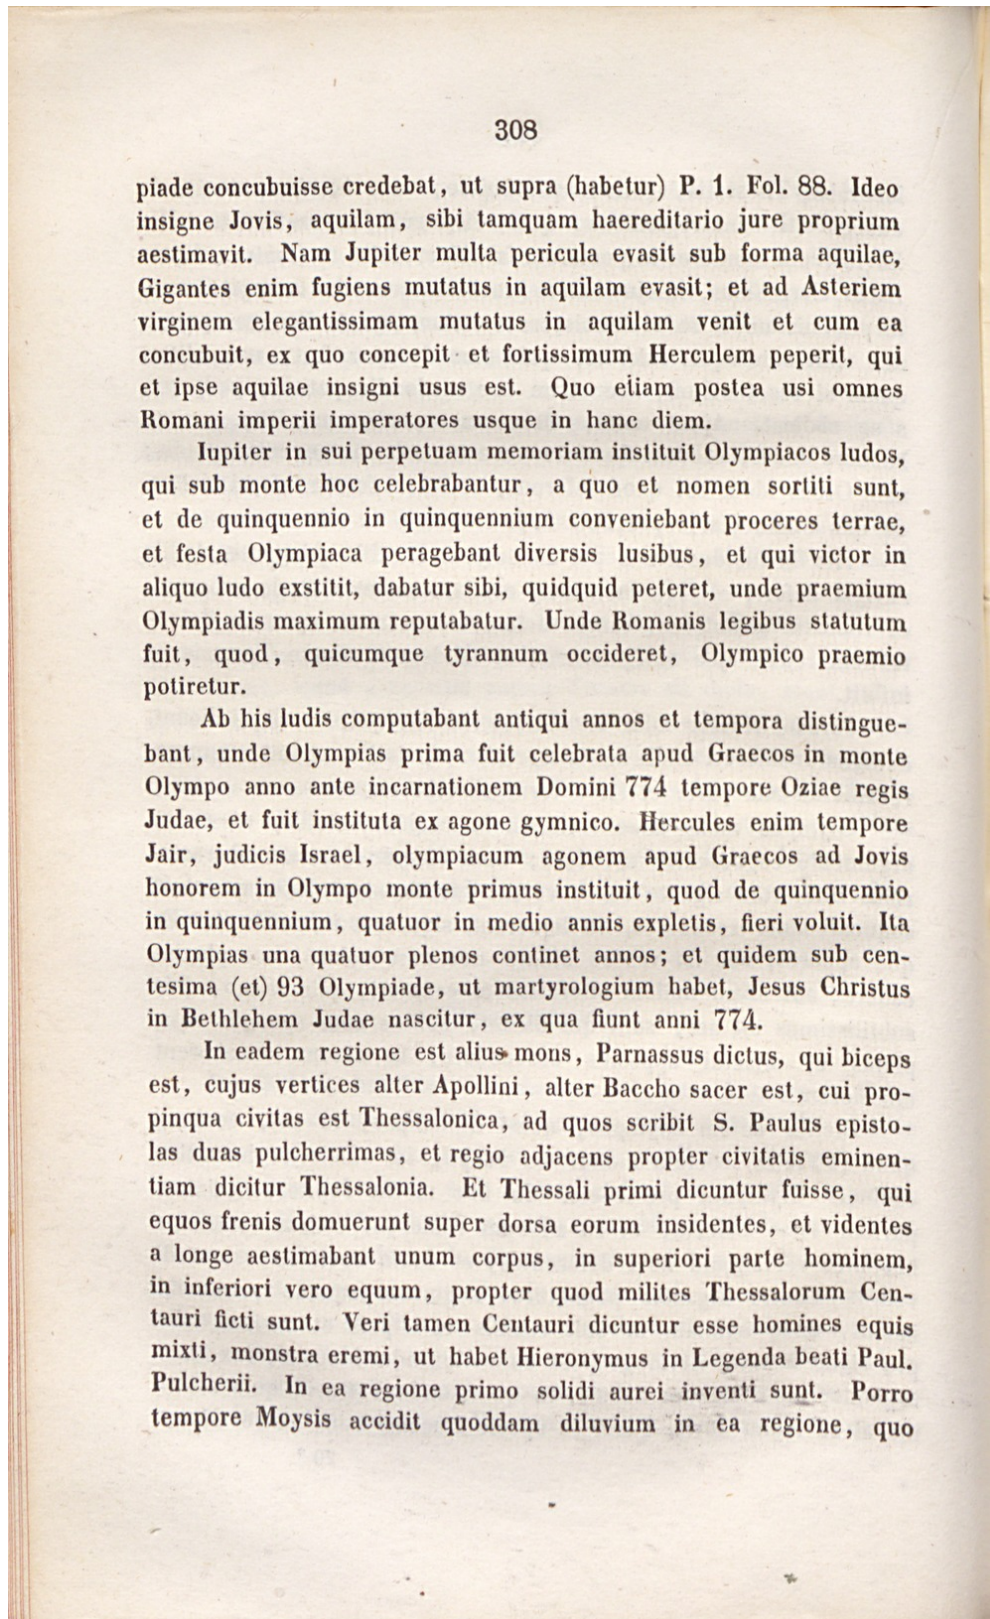 308
piade concubuisse credebat, ut supra (habetur) P. 1. Fol. 88. Ideo
insigne Jovis, aquilam, sibi tamquam haereditario jure proprium
aestimavit. Nam Jupiter multa pericula evasit sub forma aquilae,
Gigantes enim fugiens mutatus in aquilam evasit; et ad Asteriem
virginem elegantissimam mutatus in aquilam venit et cum ea
concubuit, ex quo concepit et fortissimum Herculem peperit, qui
et ipse aquilae insigni usus est. Quo etiam postea usi omnes
Romani imperii imperatores usque in hanc diem.
Iupiter in sui perpetuam memoriam instituit Olympiacos ludos,
qui sub monte hoc celebrabantur, a quo et nomen sortiti sunt,
et de quinquennio in quinquennium conveniebant proceres terrae,
et festa Olympiaca peragebant diversis lusibus, et qui victor in
aliquo ludo exstitit, dabatur sibi, quidquid peteret, unde praemium
Olympiadis maximum reputabatur. Unde Romanis legibus statutum
fuit, quod, quicumque tyrannum occideret, Olympico praemio
potiretur.
Ab his ludis computabant antiqui annos et tempora distingue-
bant, unde Olympias prima fuit celebrata apud Graecos in monte
Olympo anno ante incarnationem Domini 774 tempore Oziae regis
Judae, et fuit instituta ex agone gymnico. Hercules enim tempore
Jair, judicis Israel, olympiacum agonem apud Graecos ad Jovis
honorem in Olympo monte primus instituit, quod de quinquennio
in quinquennium, quatuor in medio annis expletis, fieri voluit. Ita
Olympias una quatuor plenos continet annos; et quidem sub cen-
tesima (et) 93 Olympiade, ut martyrologium habet, Jesus Christus
in Bethlehem Judae nascitur, ex qua fiunt anni 774.
In eadem regione est alius mons, Parnassus dictus, qui biceps
est, cujus vertices alter Apollini, alter Baccho sacer est, cui pro-
pinqua civitas est Thessalonica, ad quos scribit S. Paulus episto-
las duas pulcherrimas, et regio adjacens propter civitatis eminen-
tiam dicitur Thessalonia. Et Thessali primi dicuntur fuisse, qui
equos frenis domuerunt super dorsa eorum insidentes, et videntes
a longe aestimabant unum corpus, in superiori parte hominem,
in inferiori vero equum, propter quod milites Thessalorum Cen-
tauri ficti sunt. Veri tamen Centauri dicuntur esse homines equis
mixti, monstra eremi, ut habet Hieronymus in Legenda beati Paul.
Pulcherii. In ea regione primo solidi aurei inventi sunt. Porro
tempore Moysis accidit quoddam diluvium in ea regione, quo